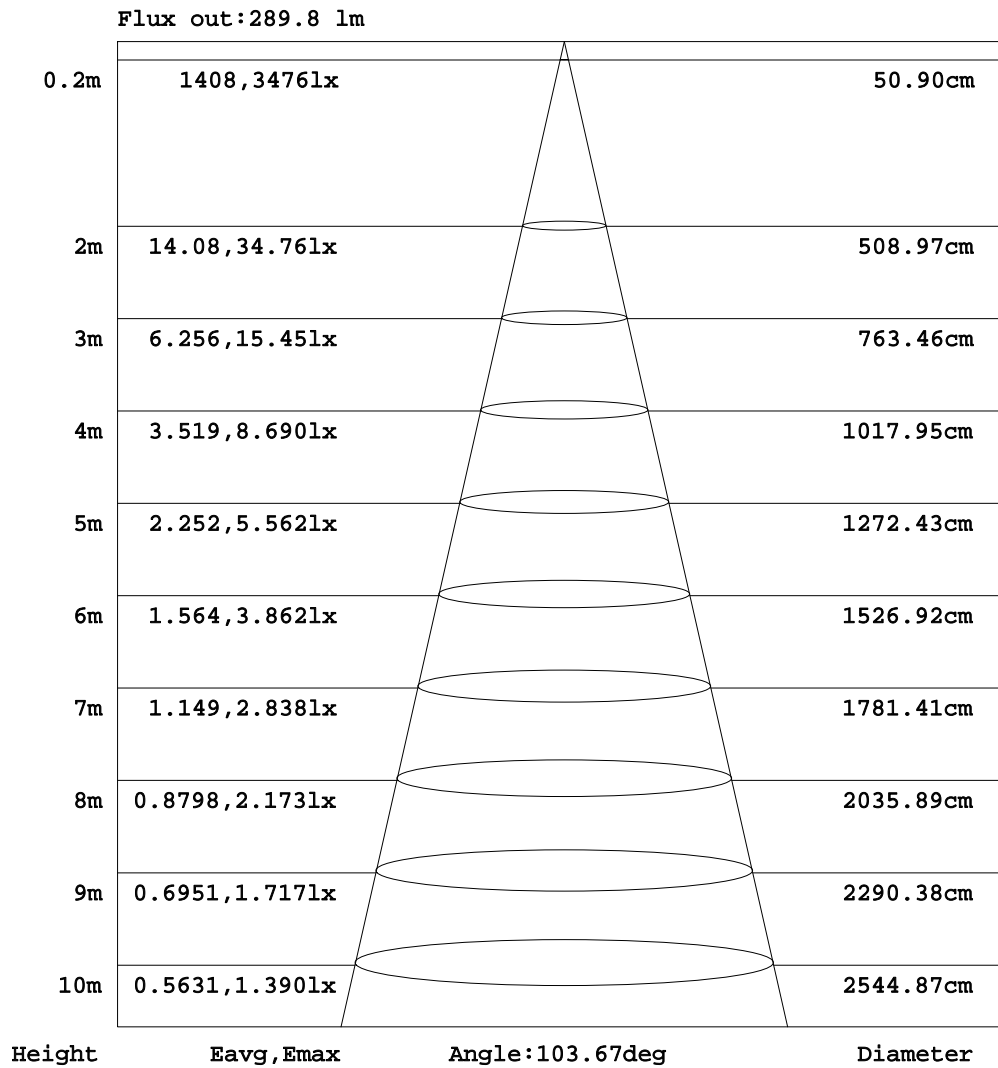 Flux out:289.8 lm
0.2m 1408,3476lx 50.90cm
2m 14.08,34.76lx 508.97cm
3m 6.256,15.45lx 763.46cm
4m 3.519,8.690lx 1017.95cm
5m 2.252,5.562lx 1272.43cm
6m 1.564,3.862lx 1526.92cm
7m 1.149,2.838lx 1781.41cm
8m 0.8798,2.173lx 2035.89cm
9m 0.6951,1.717lx 2290.38cm
10m 0.5631,1.390lx 2544.87cm
Height Eavg,Emax Angle:103.67deg Diameter